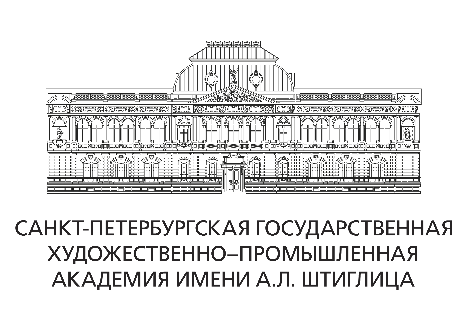 САНКТ-ПЕТЕРБУРГСКАЯ ГОСУДАРСТВЕННАЯ
ХУДОЖЕСТВЕННО–ПРОМЫШЛЕННАЯ
АКАДЕМИЯ ИМЕНИ А.Л. ШТИГЛИЦА